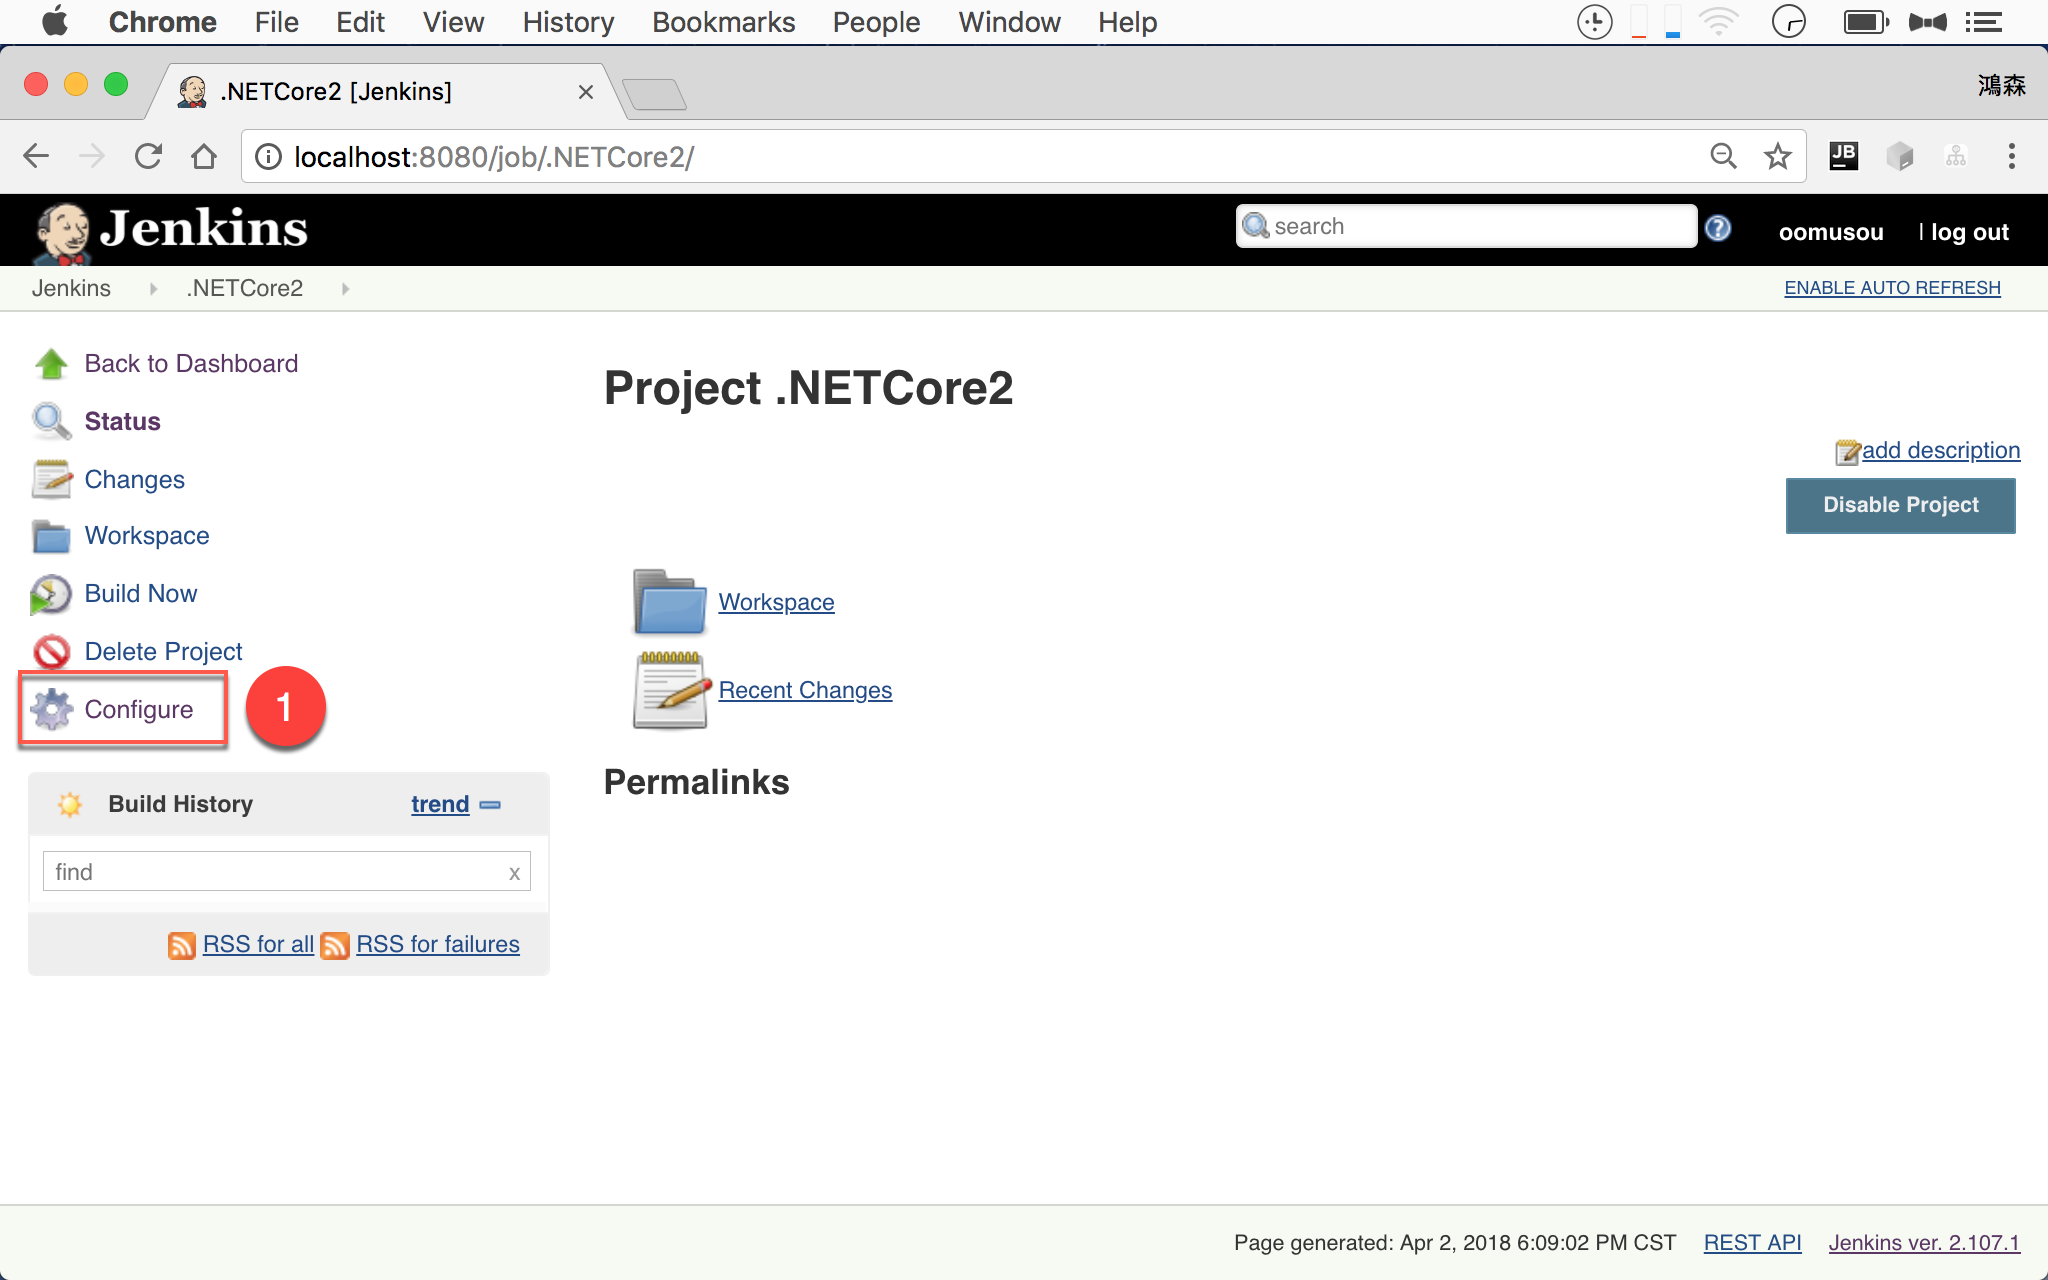 Chrome File Edit View History Bookmarks People Window Help
.NETCore2 [Jenkins]
鴻森
localhost:8080/job/.NETCore2/
JB
Jenkins
search
oomusou | log out
Jenkins .NETCore2
ENABLE AUTO REFRESH
Back to Dashboard
Status
Changes
Workspace
Build Now
Delete Project
Configure
1
Build History trend
find x
RSS for all RSS for failures
Project .NETCore2
add description
Disable Project
Workspace
Recent Changes
Permalinks
Page generated: Apr 2, 2018 6:09:02 PM CST REST API Jenkins ver. 2.107.1